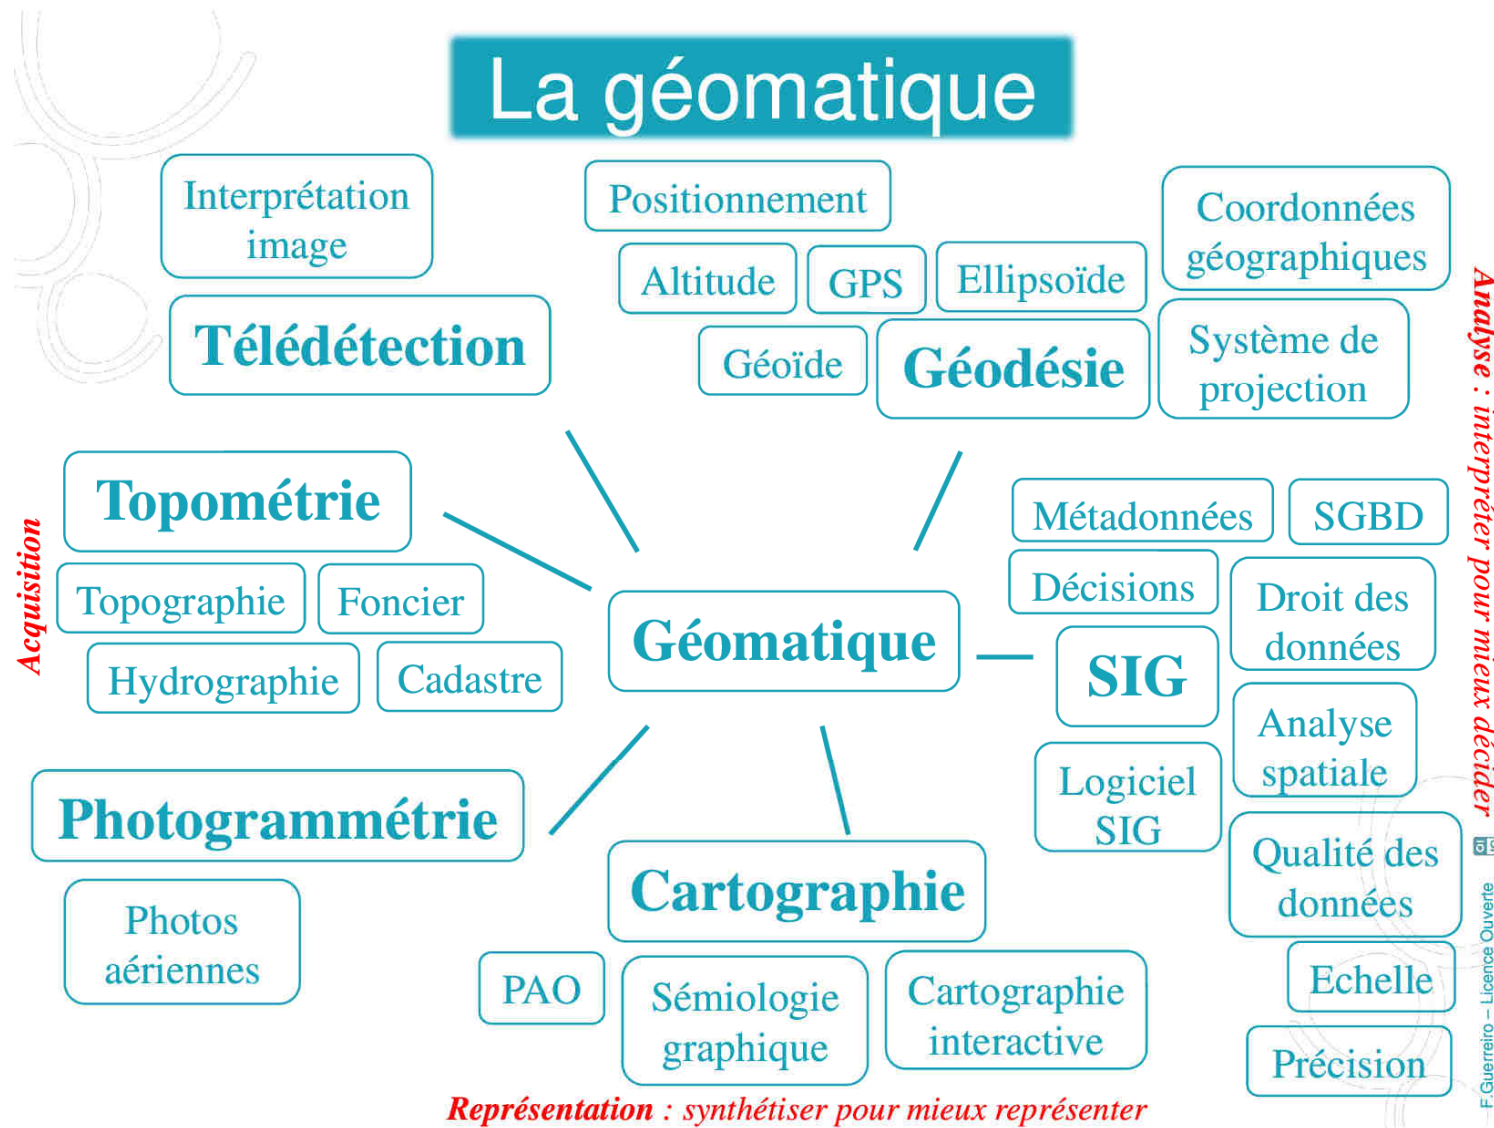 La géomatique
Interprétation
image
Télédétection
Positionnement
Altitude
GPS
Ellipsoïde
Géoïde
Géodésie
Coordonnées
géographiques
Système de
projection
Topométrie
Topographie
Foncier
Hydrographie
Cadastre
Acquisition
Géomatique
Métadonnées
SGBD
Décisions
Droit des
données
SIG
Analyse
spatiale
Logiciel
SIG
Qualité des
données
Echelle
Précision
Analyse : interpréter pour mieux décider
Photogrammétrie
Photos
aériennes
Cartographie
PAO
Sémiologie
graphique
Cartographie
interactive
Représentation : synthétiser pour mieux représenter
F.Guerreiro – Licence Ouverte